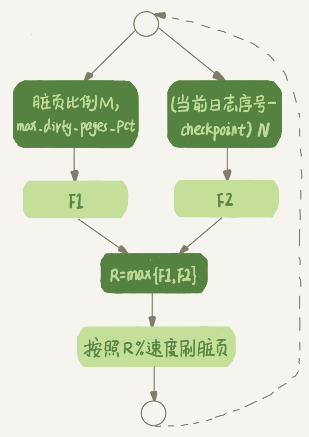 脏页比例M,
max_dirty_pages_pct
(当前日志序号-
checkpoint) N
F1
F2
R=max{F1,F2}
按照R%速度刷脏页